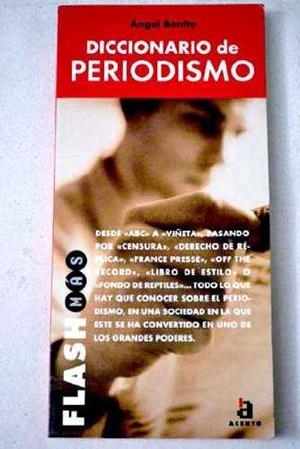 Ángel Benito
DICCIONARIO de
PERIODISMO
DESDE «ABC» A «VIÑETA», PASANDO
POR «CENSURA», «DERECHO DE RÉ-
PLICA», «FRANCE PRESSE», «OFF THE
RECORD», «LIBRO DE ESTILO» O
«FONDO DE REPTILES»... TODO LO QUE
HAY QUE CONOCER SOBRE EL PERIO-
DISMO, EN UNA SOCIEDAD EN LA QUE
ESTE SE HA CONVERTIDO EN UNO DE
LOS GRANDES PODERES.
FLASH MÁS
ACENTO